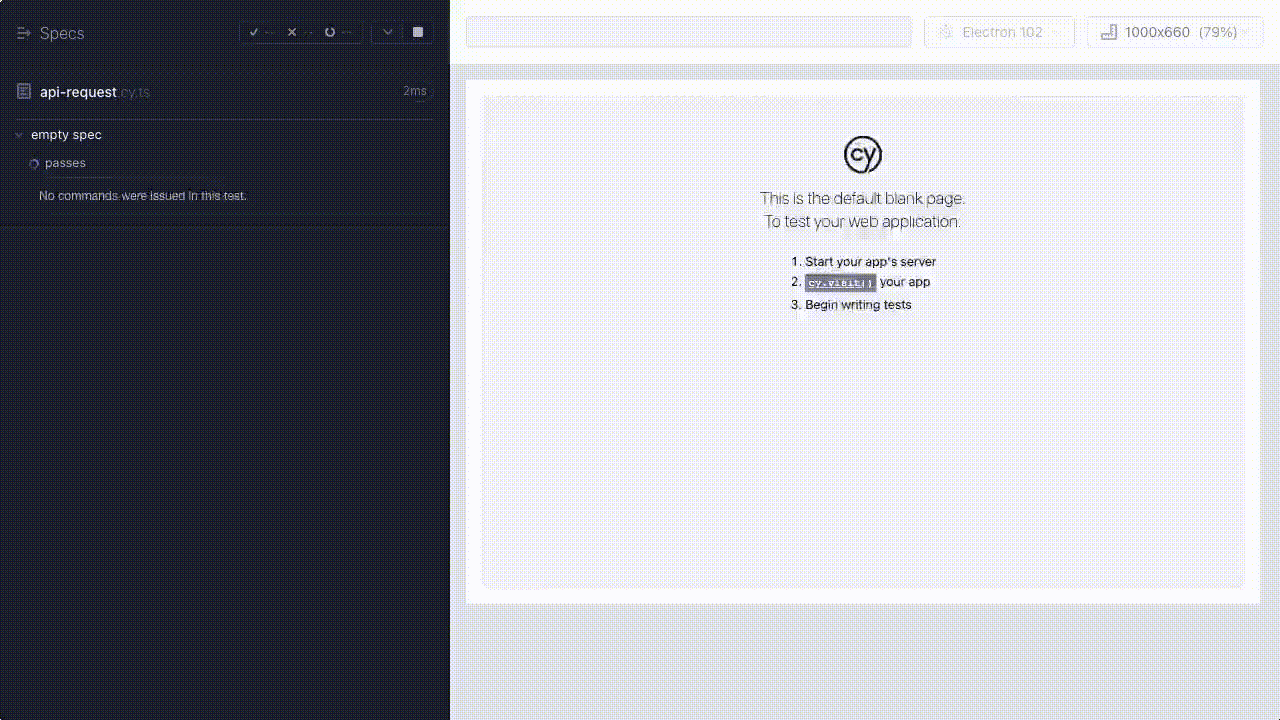 Specs
-- -- --
Electron 102
1000x660 (79%)
api-request.cy.ts
2ms
empty spec
passes
No commands were issued in this test.
cy
This is the default blank page.
To test your web application:
1. Start your app's server
2. cy.visit() your app
3. Begin writing tests